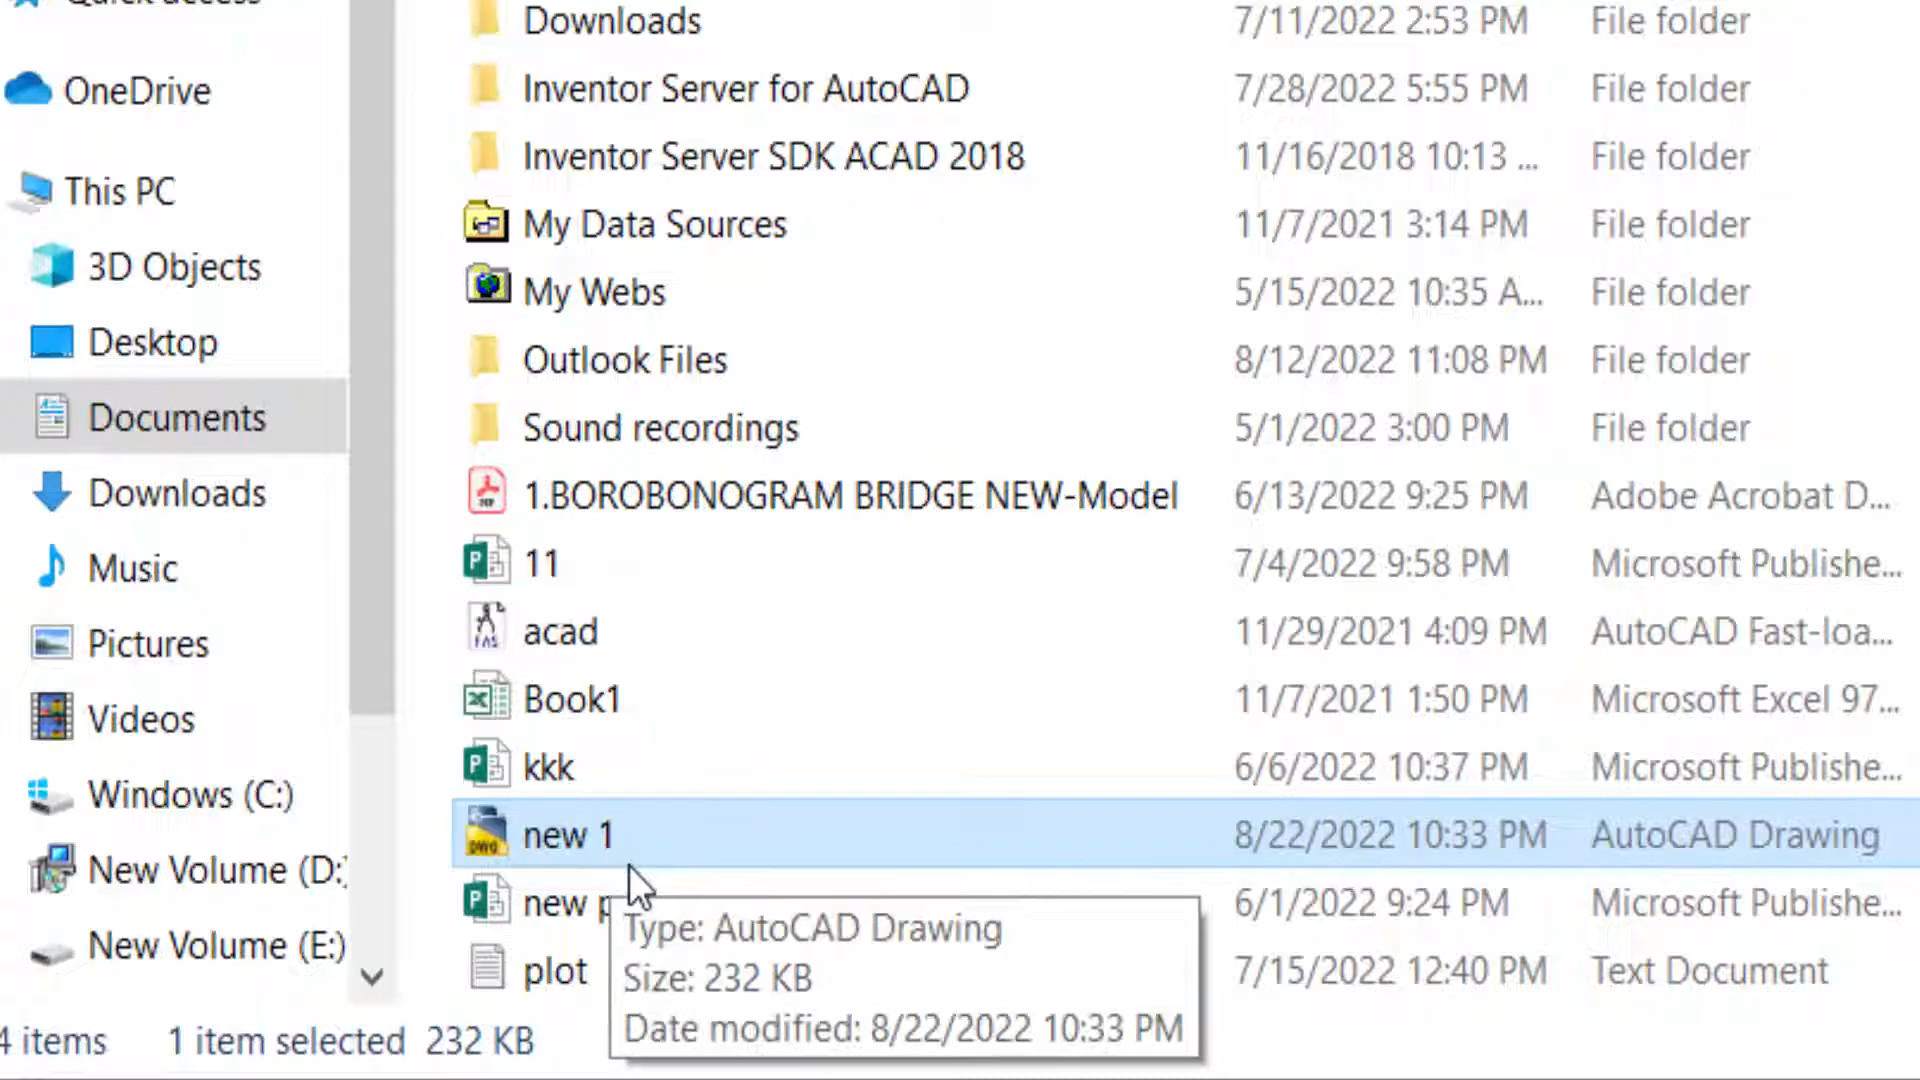 Quick access
OneDrive
This PC
3D Objects
Desktop
Documents
Downloads
Music
Pictures
Videos
Windows (C:)
New Volume (D:)
New Volume (E:)
Downloads 7/11/2022 2:53 PM File folder
Inventor Server for AutoCAD 7/28/2022 5:55 PM File folder
Inventor Server SDK ACAD 2018 11/16/2018 10:13 ... File folder
My Data Sources 11/7/2021 3:14 PM File folder
My Webs 5/15/2022 10:35 A... File folder
Outlook Files 8/12/2022 11:08 PM File folder
Sound recordings 5/1/2022 3:00 PM File folder
1.BOROBONOGRAM BRIDGE NEW-Model 6/13/2022 9:25 PM Adobe Acrobat D...
11 7/4/2022 9:58 PM Microsoft Publishe...
acad 11/29/2021 4:09 PM AutoCAD Fast-loa...
Book1 11/7/2021 1:50 PM Microsoft Excel 97...
kkk 6/6/2022 10:37 PM Microsoft Publishe...
new 1 8/22/2022 10:33 PM AutoCAD Drawing
new 6/1/2022 9:24 PM Microsoft Publishe...
plot 7/15/2022 12:40 PM Text Document
Type: AutoCAD Drawing
Size: 232 KB
Date modified: 8/22/2022 10:33 PM
4 items 1 item selected 232 KB